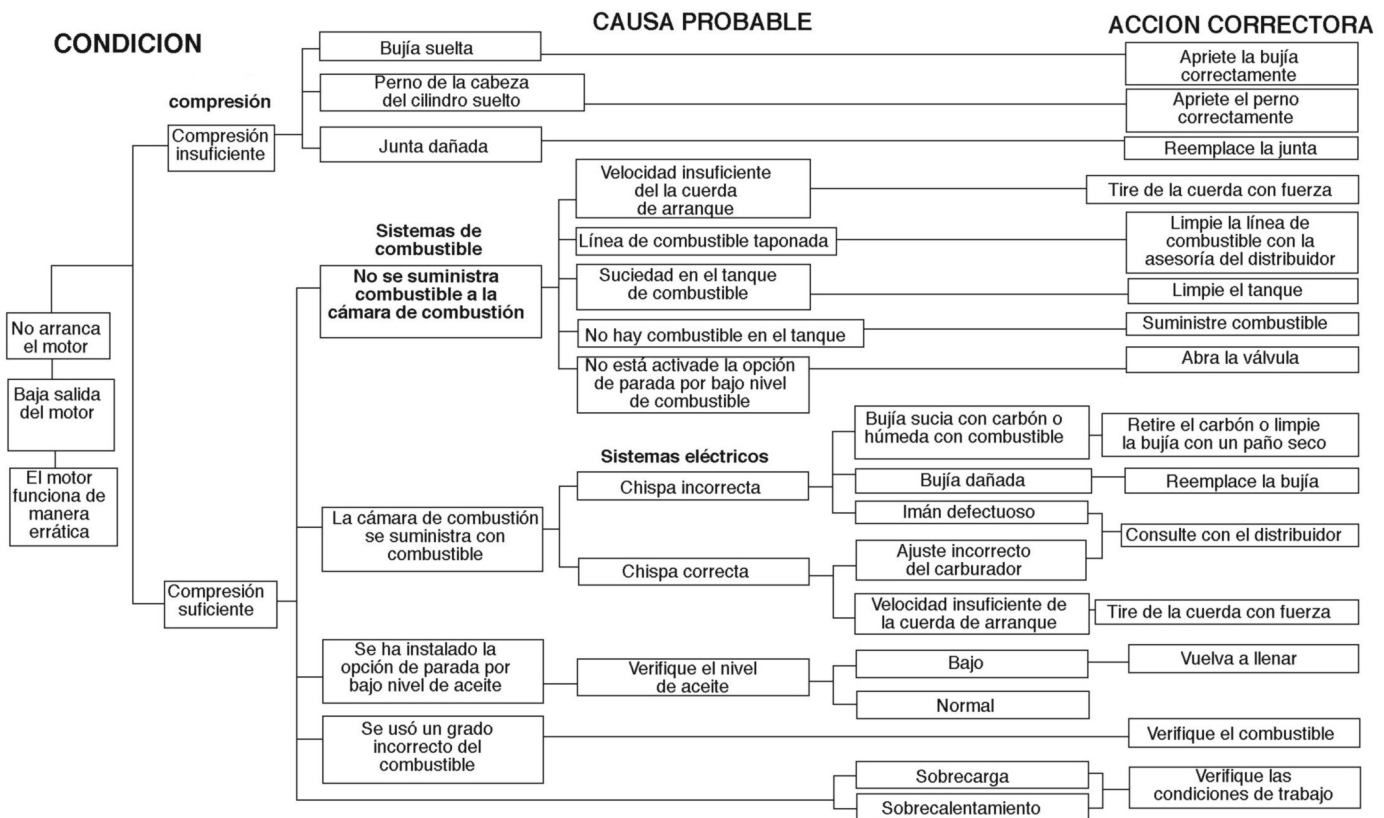 CONDICION
CAUSA PROBABLE
ACCION CORRECTORA
compresión
Compresión
insuficiente
Bujía suelta
Apriete la bujía
correctamente
Perno de la cabeza
del cilindro suelto
Apriete el perno
correctamente
Junta dañada
Reemplace la junta
No arranca
el motor
Baja salida
del motor
El motor
funciona de
manera
errática
Compresión
suficiente
Sistemas de
combustible
No se suministra
combustible a la
cámara de combustión
Velocidad insuficiente
del la cuerda
de arranque
Tire de la cuerda con fuerza
Línea de combustible taponada
Limpie la línea de
combustible con la
asesoría del distribuidor
Suciedad en el tanque
de combustible
Limpie el tanque
No hay combustible en el tanque
Suministre combustible
No está activade la opción
de parada por bajo nivel
de combustible
Abra la válvula
La cámara de combustión
se suministra con
combustible
Sistemas eléctricos
Chispa incorrecta
Bujía sucia con carbón o
húmeda con combustible
Retire el carbón o limpie
la bujía con un paño seco
Bujía dañada
Reemplace la bujía
Imán defectuoso
Consulte con el distribuidor
Chispa correcta
Ajuste incorrecto
del carburador
Velocidad insuficiente de
la cuerda de arranque
Tire de la cuerda con fuerza
Se ha instalado la
opción de parada por
bajo nivel de aceite
Verifique el nivel
de aceite
Bajo
Vuelva a llenar
Normal
Se usó un grado
incorrecto del
combustible
Verifique el combustible
Sobrecarga
Sobrecalentamiento
Verifique las
condiciones de trabajo